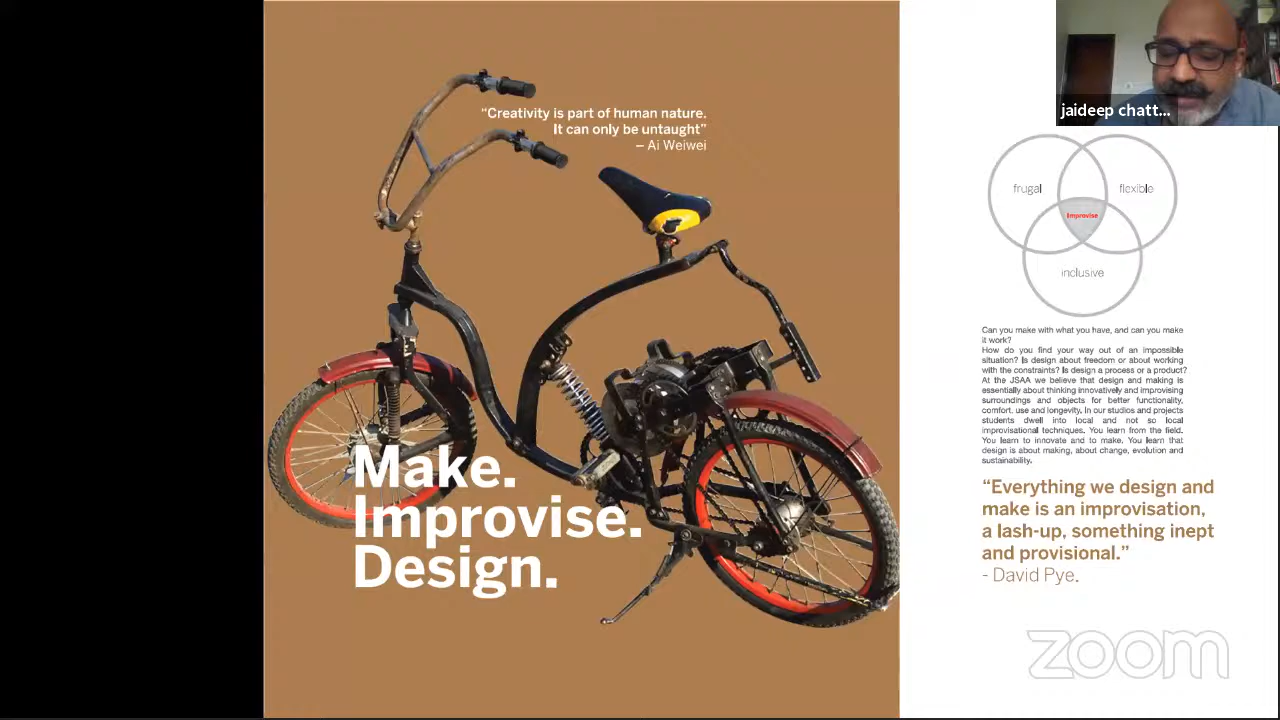 “Creativity is part of human nature.
It can only be untaught”
– Ai Weiwei
Make.
Improvise.
Design.
jaideep chatt...
frugal
flexible
Improvise
inclusive
Can you make with what you have, and can you make
it work?
How do you find your way out of an impossible
situation? Is design about freedom or about working
with the constraints? Is design a process or a product?
At the JSAA we believe that design and making is
essentially about thinking innovatively and improvising
surroundings and objects for better functionality,
comfort, use and longevity. In our studios and projects
students dwell into local and not so local
improvisational techniques. You learn from the field.
You learn to innovate and to make. You learn that
design is about making, about change, evolution and
sustainability.
“Everything we design and
make is an improvisation,
a lash-up, something inept
and provisional.”
- David Pye.
zoom